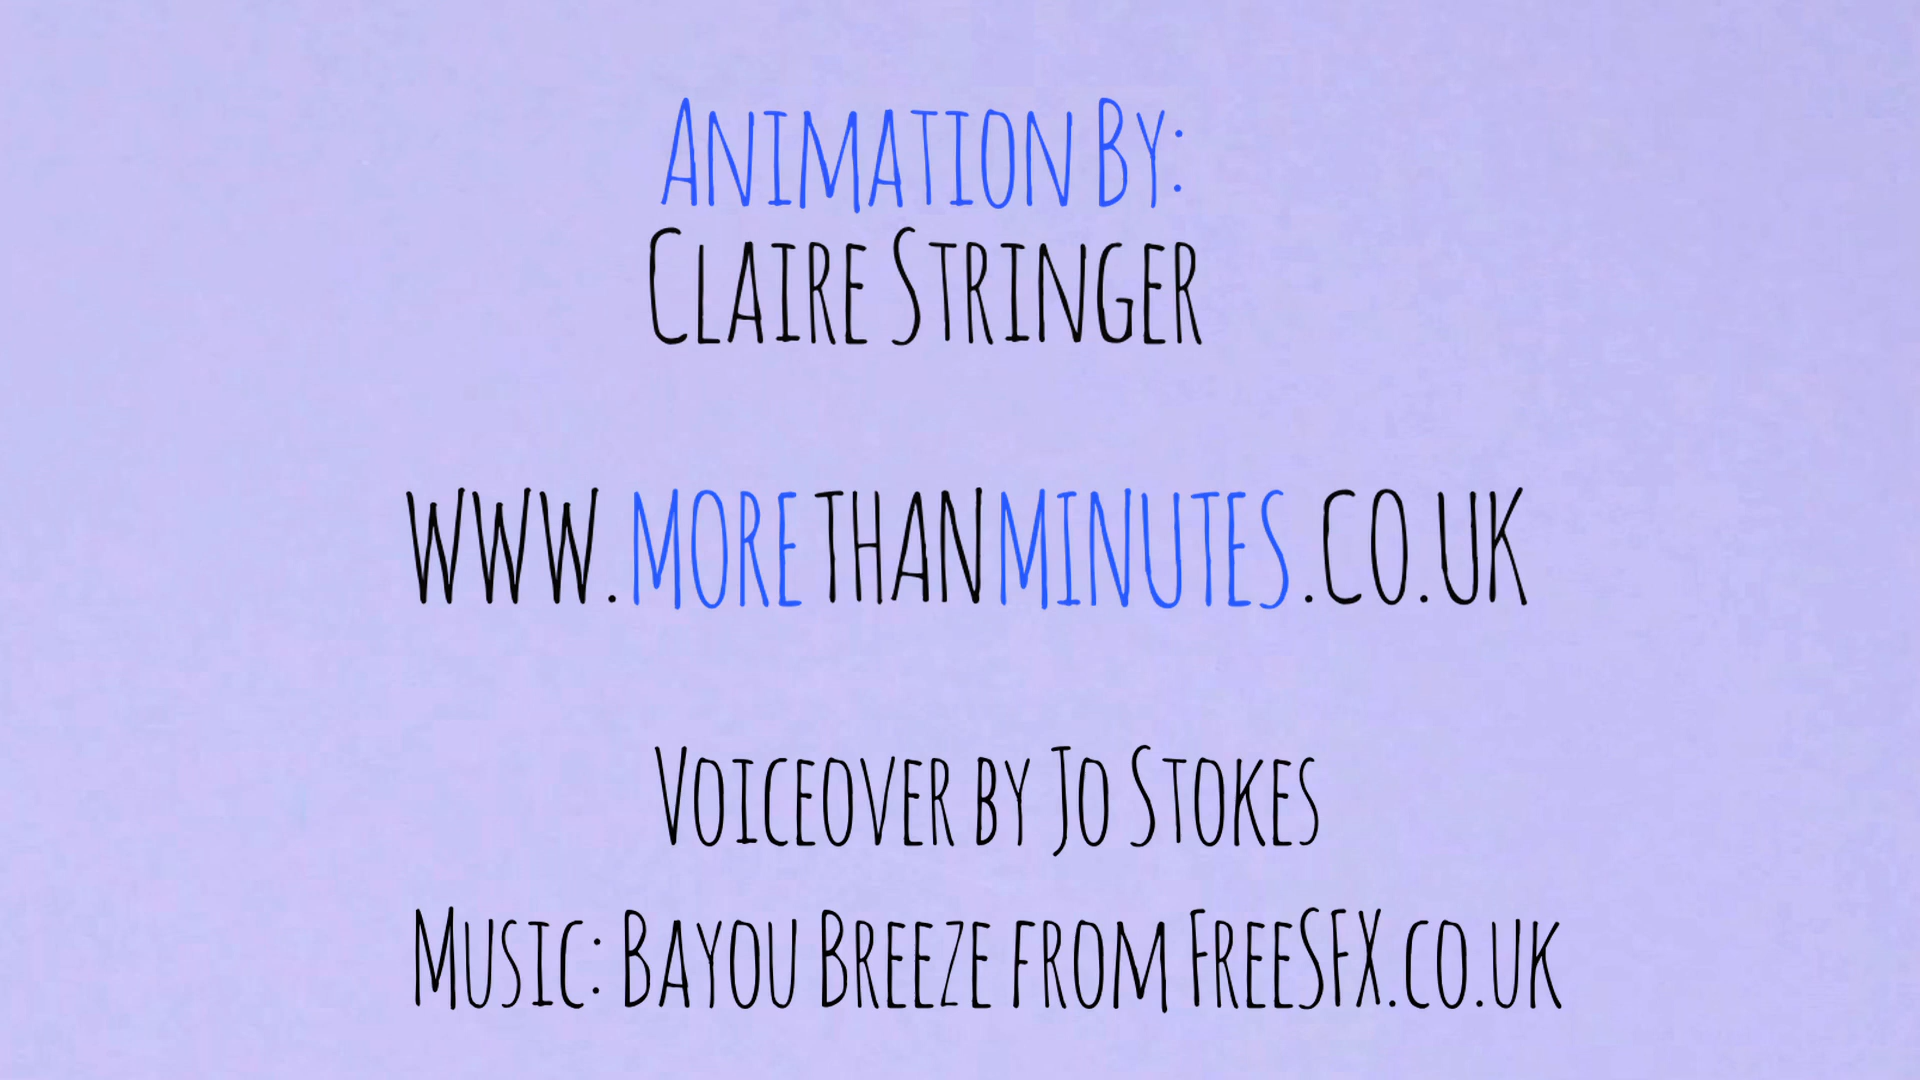 Animation By:
Claire Stringer
www.morethanminutes.co.uk
Voiceover by Jo Stokes
Music: Bayou Breeze from FreeSFX.co.uk